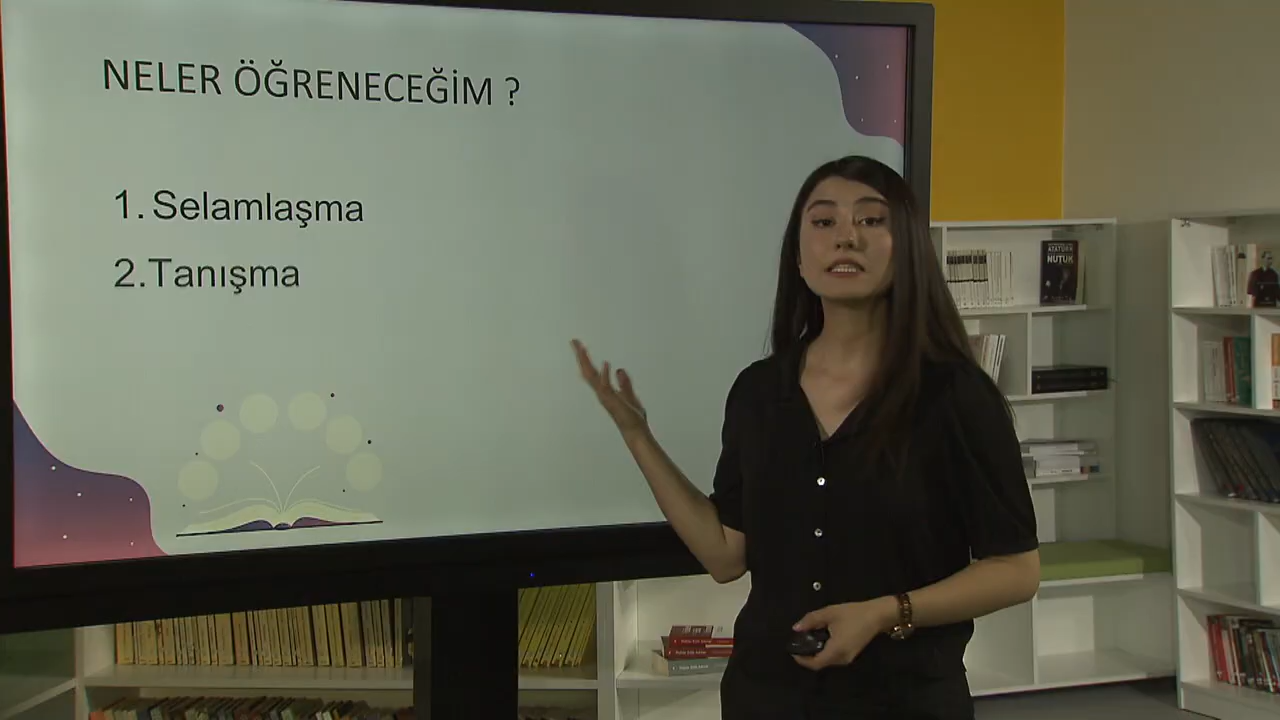 NELER ÖĞRENECEĞİM ?
1. Selamlaşma
2.Tanışma
ATATÜRK
NUTUK